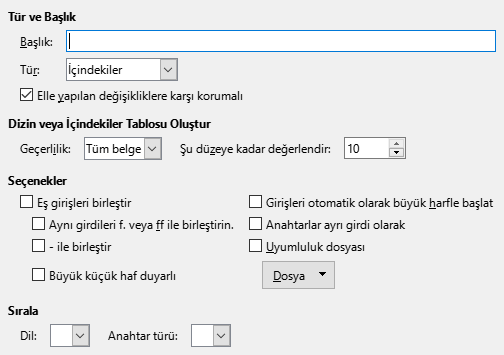 Tür ve Başlık
Başlık:
Tür: İçindekiler
Elle yapılan değişikliklere karşı korumalı
Dizin veya İçindekiler Tablosu Oluştur
Geçerlilik: Tüm belge Şu düzeye kadar değerlendir: 10
Seçenekler
Eş girişleri birleştir Girişleri otomatik olarak büyük harfle başlat
Aynı girdileri f. veya ff ile birleştirin. Anahtarlar ayrı girdi olarak
- ile birleştir Uyumluluk dosyası
Büyük küçük haf duyarlı Dosya
Sırala
Dil: Anahtar türü: